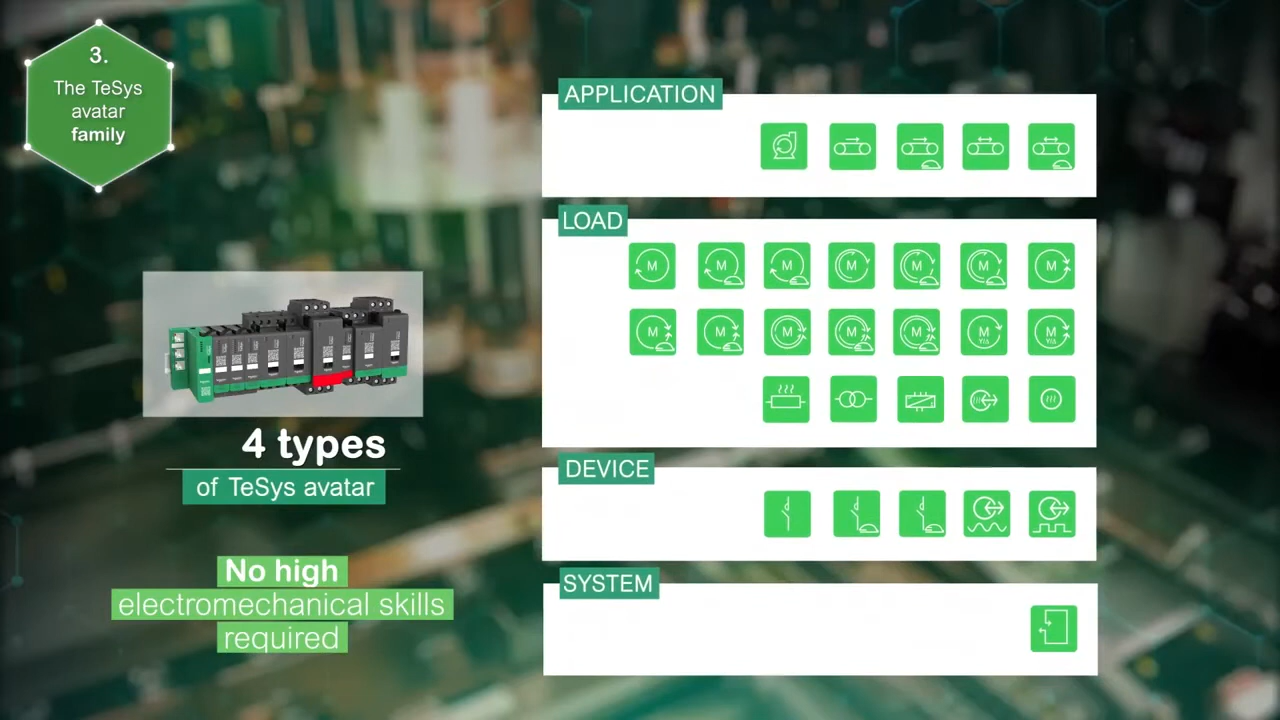 3.
The TeSys
avatar
family
4 types
of TeSys avatar
No high
electromechanical skills
required
APPLICATION
LOAD
M M M M M M M
M M M M M M M
Y/Δ Y/Δ
DEVICE
SYSTEM